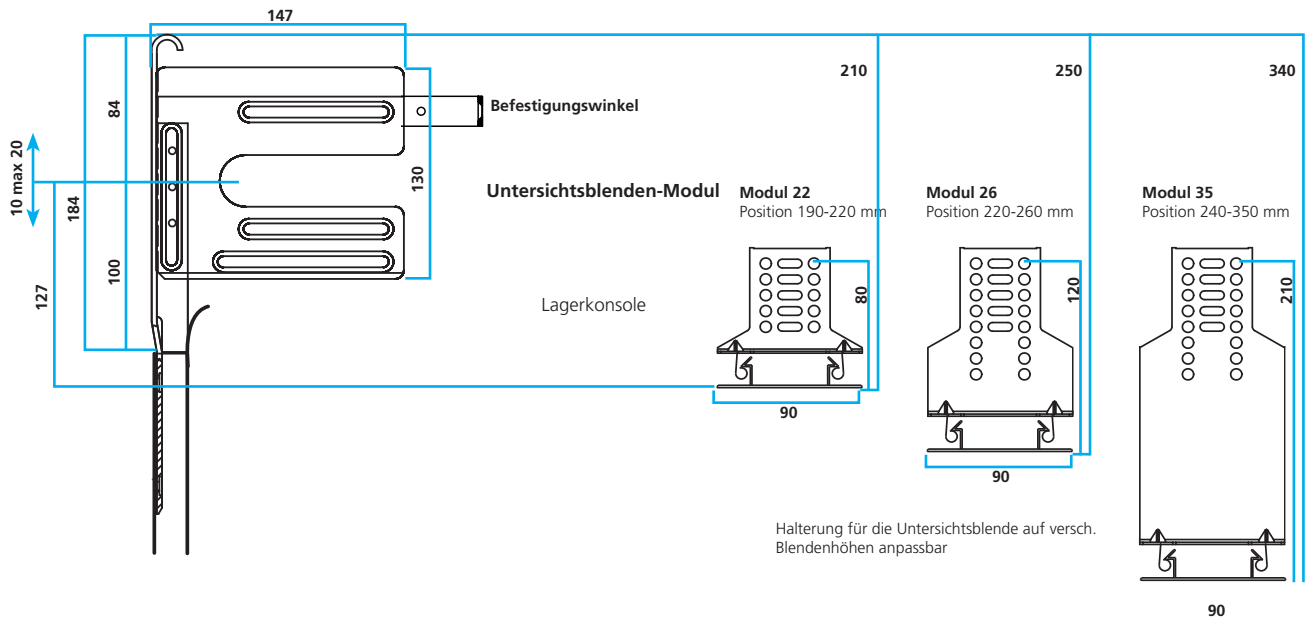 147
210
250
340
84
Befestigungswinkel
10 max 20
130
184
Untersichtsblenden-Modul
Modul 22
Position 190-220 mm
Modul 26
Position 220-260 mm
Modul 35
Position 240-350 mm
100
127
Lagerkonsole
80
120
210
90
90
Halterung für die Untersichtsblende auf versch.
Blendenhöhen anpassbar
90